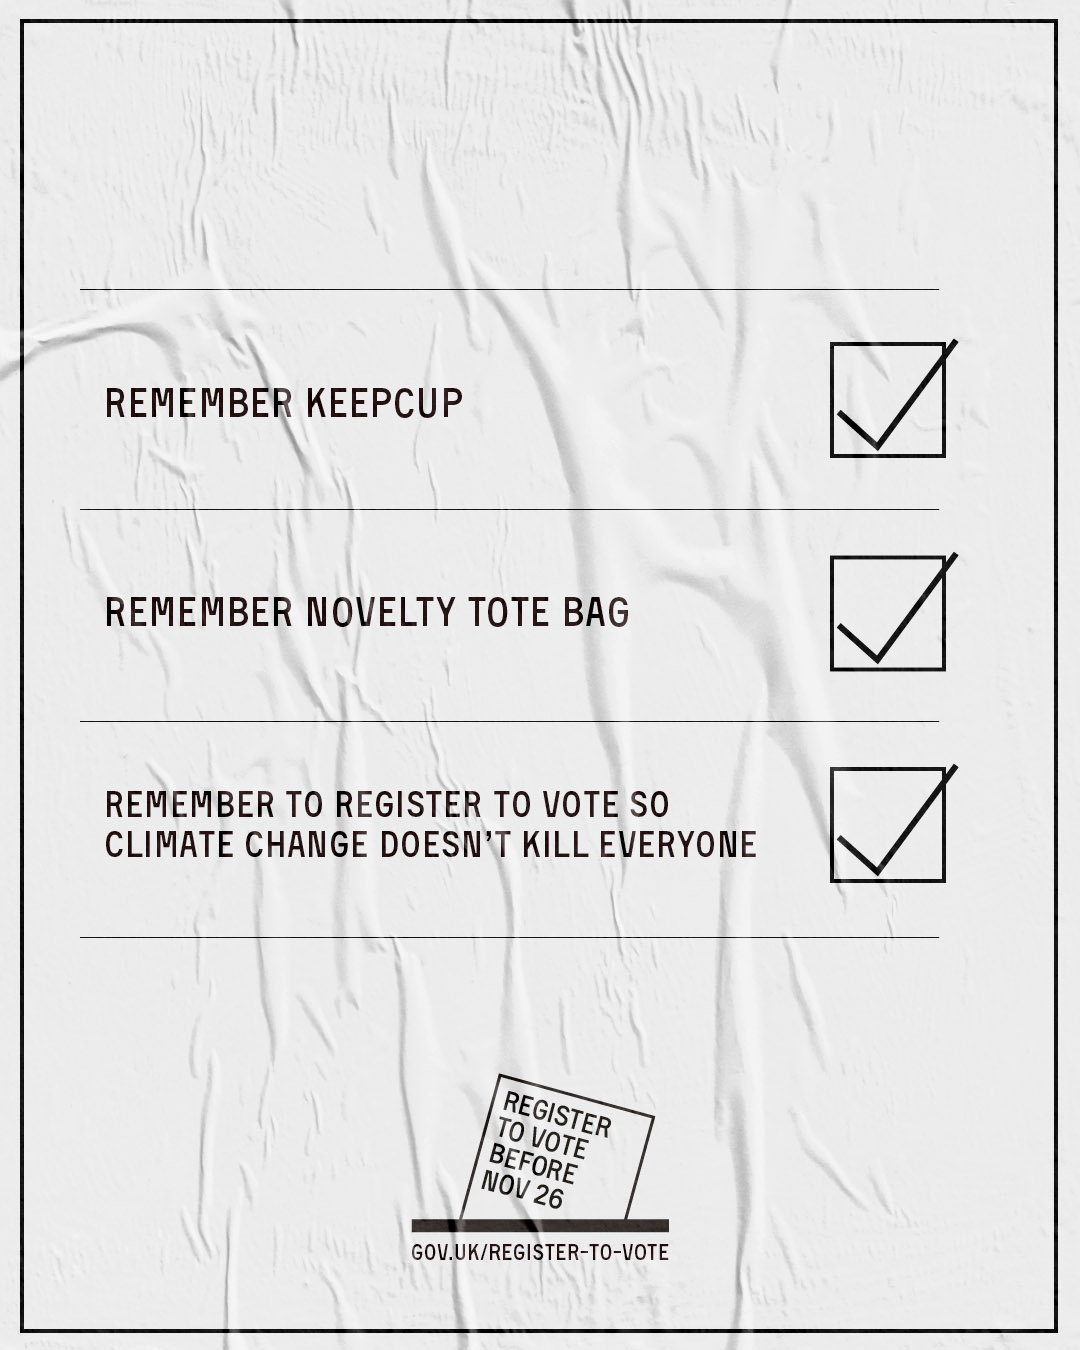 REMEMBER KEEPCUP
REMEMBER NOVELTY TOTE BAG
REMEMBER TO REGISTER TO VOTE SO
CLIMATE CHANGE DOESN’T KILL EVERYONE
REGISTER
TO VOTE
BEFORE
NOV 26
GOV.UK/REGISTER-TO-VOTE